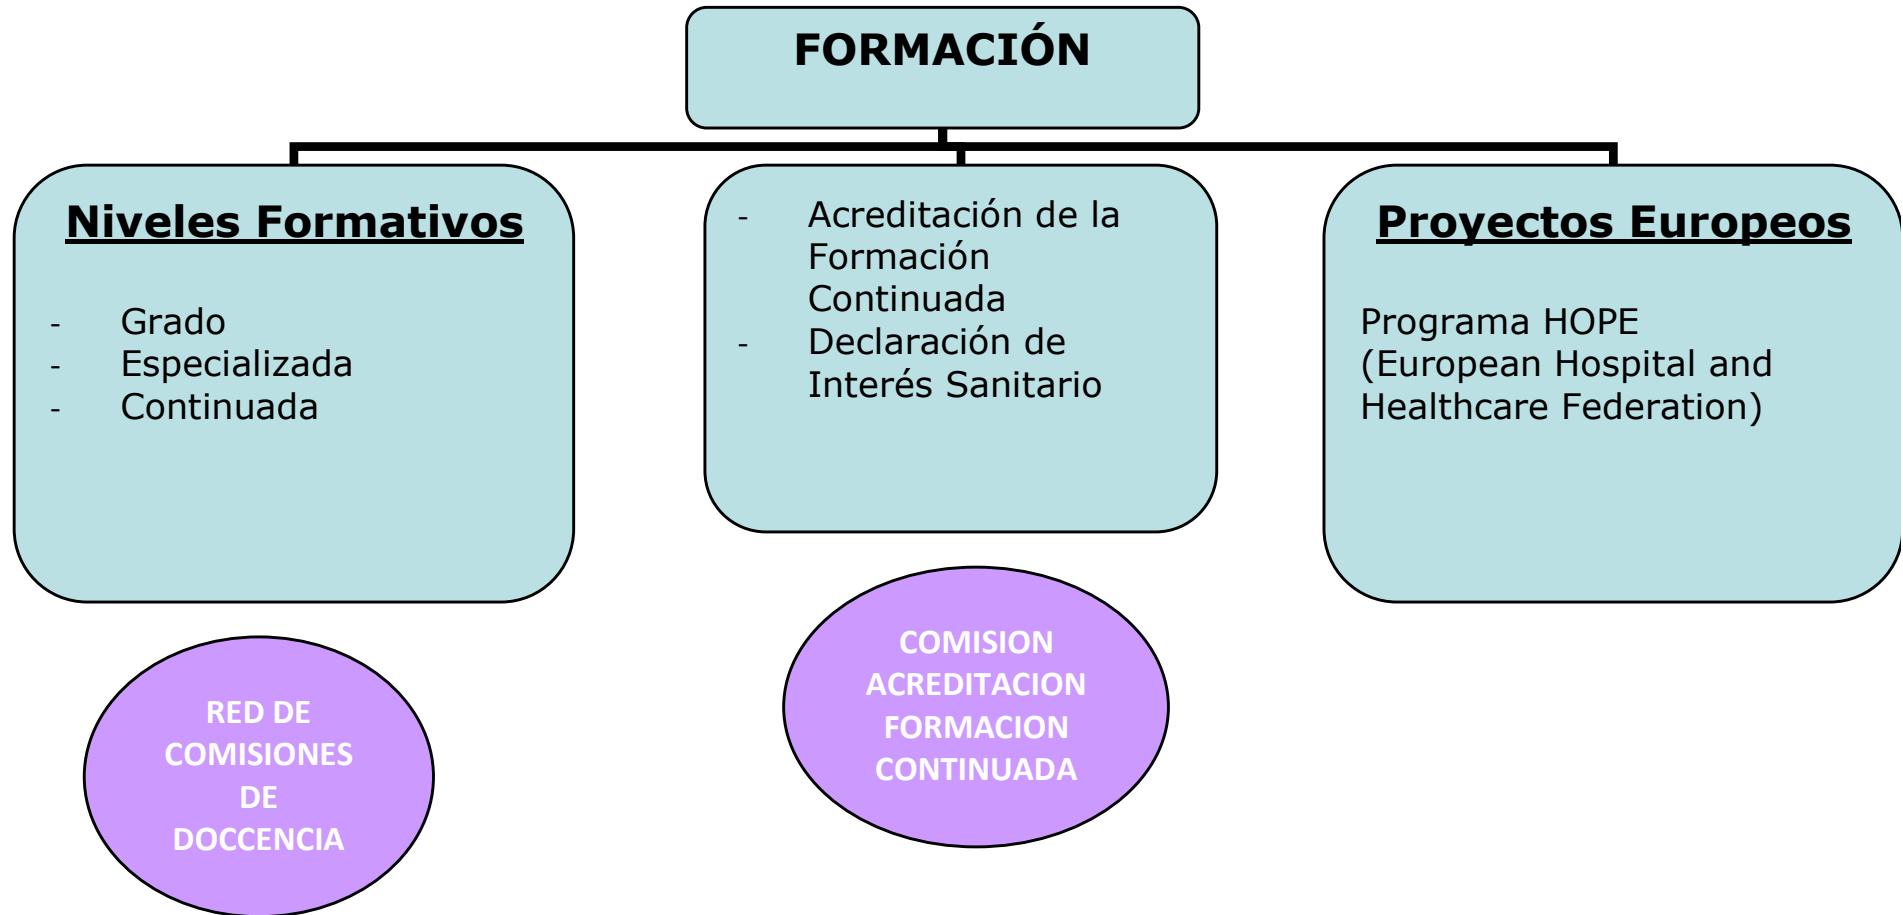 FORMACIÓN
Niveles Formativos
- Grado
- Especializada
- Continuada
- Acreditación de la
Formación
Continuada
- Declaración de
Interés Sanitario
Proyectos Europeos
Programa HOPE
(European Hospital and
Healthcare Federation)
RED DE
COMISIONES
DE
DOCCENCIA
COMISION
ACREDITACION
FORMACION
CONTINUADA